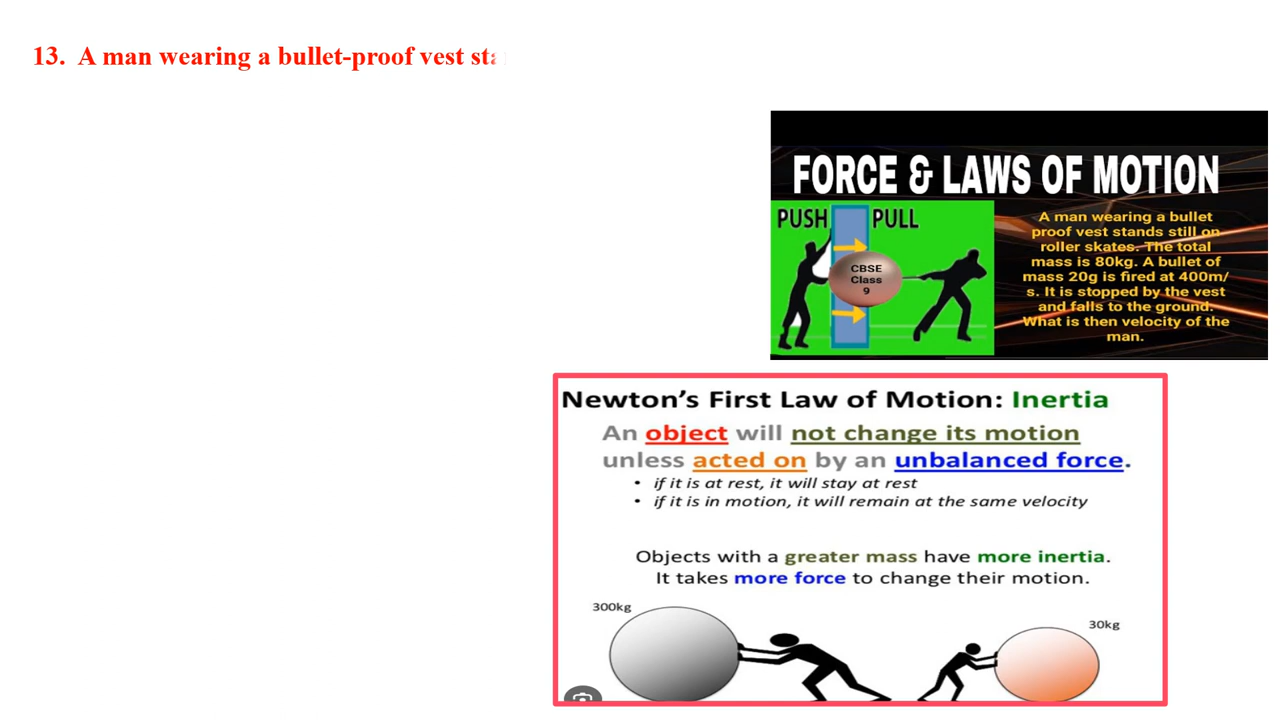 13. A man wearing a bullet-proof vest
FORCE & LAWS OF MOTION
PUSH PULL
CBSE
Class
9
A man wearing a bullet
proof vest stands still on
roller skates. The total
mass is 80kg. A bullet of
mass 20g is fired at 400m/
s. It is stopped by the vest
and falls to the ground.
What is then velocity of the
man.
Newton's First Law of Motion: Inertia
An object will not change its motion
unless acted on by an unbalanced force.
• if it is at rest, it will stay at rest
• if it is in motion, it will remain at the same velocity
Objects with a greater mass have more inertia.
It takes more force to change their motion.
300kg
30kg